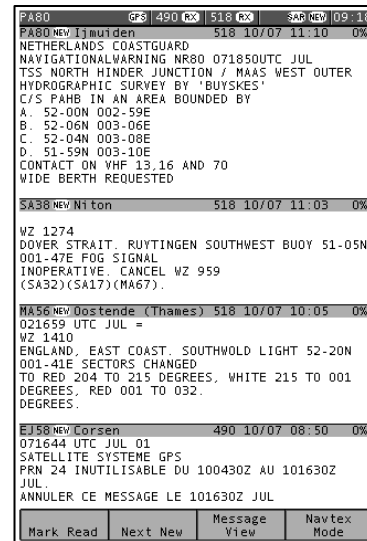 PA80 GPS 490 RX 518 RX SAR NEW 09:18
PA80 NEW Ijmuiden 518 10/07 11:10 0%
NETHERLANDS COASTGUARD
NAVIGATIONALWARNING NR80 071850UTC JUL
TSS NORTH HINDER JUNCTION / MAAS WEST OUTER
HYDROGRAPHIC SURVEY BY 'BUYSKES'
C/S PAHB IN AN AREA BOUNDED BY
A. 52-00N 002-59E
B. 52-06N 003-06E
C. 52-04N 003-08E
D. 51-59N 003-10E
CONTACT ON VHF 13,16 AND 70
WIDE BERTH REQUESTED
SA38 NEW Niton 518 10/07 11:03 0%
WZ 1274
DOVER STRAIT. RUYTINGEN SOUTHWEST BUOY 51-05N
001-47E FOG SIGNAL
INOPERATIVE. CANCEL WZ 959
(SA32)(SA17)(MA67).
MA56 NEW Oostende (Thames) 518 10/07 10:05 0%
021659 UTC JUL =
WZ 1410
ENGLAND, EAST COAST. SOUTHWOLD LIGHT 52-20N
001-41E SECTORS CHANGED
TO RED 204 TO 215 DEGREES, WHITE 215 TO 001
DEGREES, RED 001 TO 032.
DEGREES.
EJ58 NEW Corsen 490 10/07 08:50 0%
071644 UTC JUL 01
SATELLITE SYSTEME GPS
PRN 24 INUTILISABLE DU 100430Z AU 101630Z
JUL.
ANNULER CE MESSAGE LE 101630Z JUL
Mark Read Next New Message View Navtex Mode